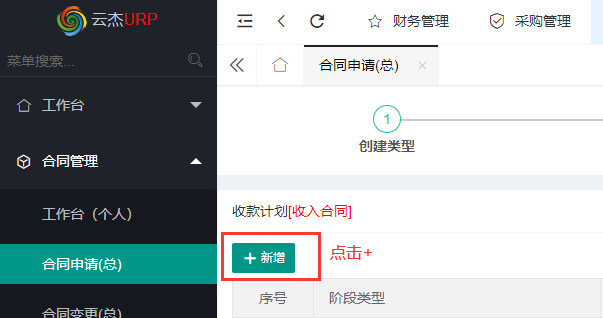 云杰URP
财务管理
采购管理
菜单搜索...
合同申请(总)
×
工作台
1
创建类型
合同管理
工作台（个人）
收款计划[收入合同]
+ 新增
点击+
合同申请(总)
序号
阶段类型
合同变更(总)